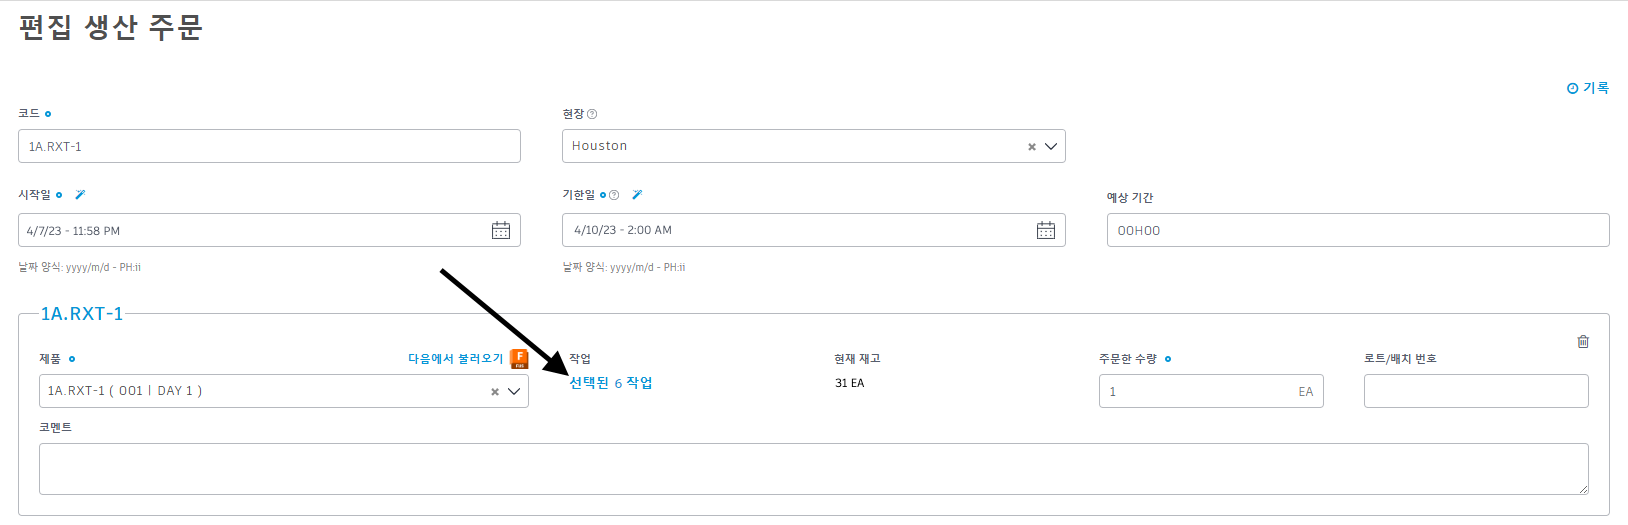 편집 생산 주문
기록
코드
현장
1A.RXT-1
Houston
시작일
기한일
예상 기간
4/7/23 - 11:58 PM
4/10/23 - 2:00 AM
00H00
날짜 양식: yyyy/m/d - PH:ii
날짜 양식: yyyy/m/d - PH:ii
1A.RXT-1
제품
다음에서 불러오기
F
작업
현재 재고
주문한 수량
로트/배치 번호
1A.RXT-1 ( 001 | DAY 1 )
선택된 6 작업
31 EA
1 EA
코멘트